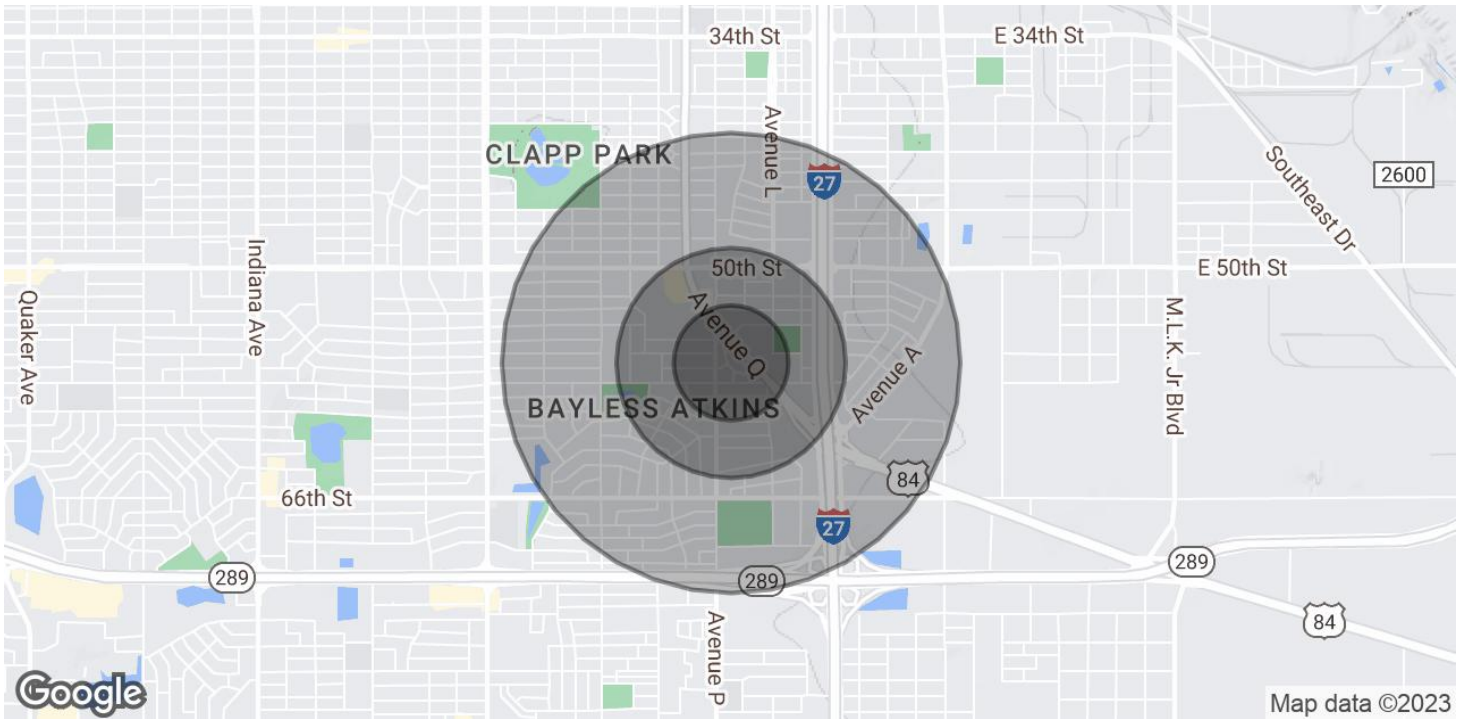 34th St
E 34th St
Avenue L
CLAPP PARK
27
Southeast Dr
2600
Indiana Ave
50th St
E 50th St
Quaker Ave
Avenue Q
M.L.K. Jr Blvd
Avenue A
BAYLESS ATKINS
84
66th St
27
289
289
289
84
Avenue P
Google
Map data ©2023